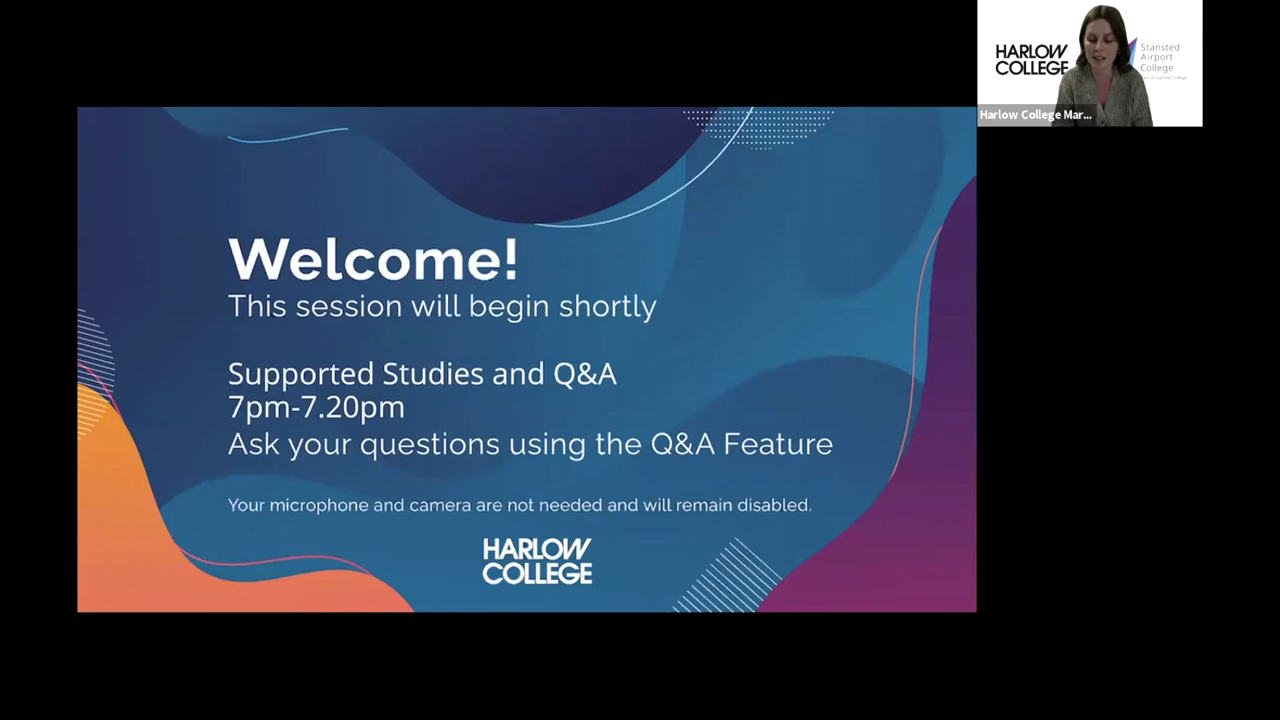 HARLOW
COLLEGE
Stansted
Airport
College
Harlow College Mar...
Welcome!
This session will begin shortly
Supported Studies and Q&A
7pm-7.20pm
Ask your questions using the Q&A Feature
Your microphone and camera are not needed and will remain disabled.
HARLOW
COLLEGE